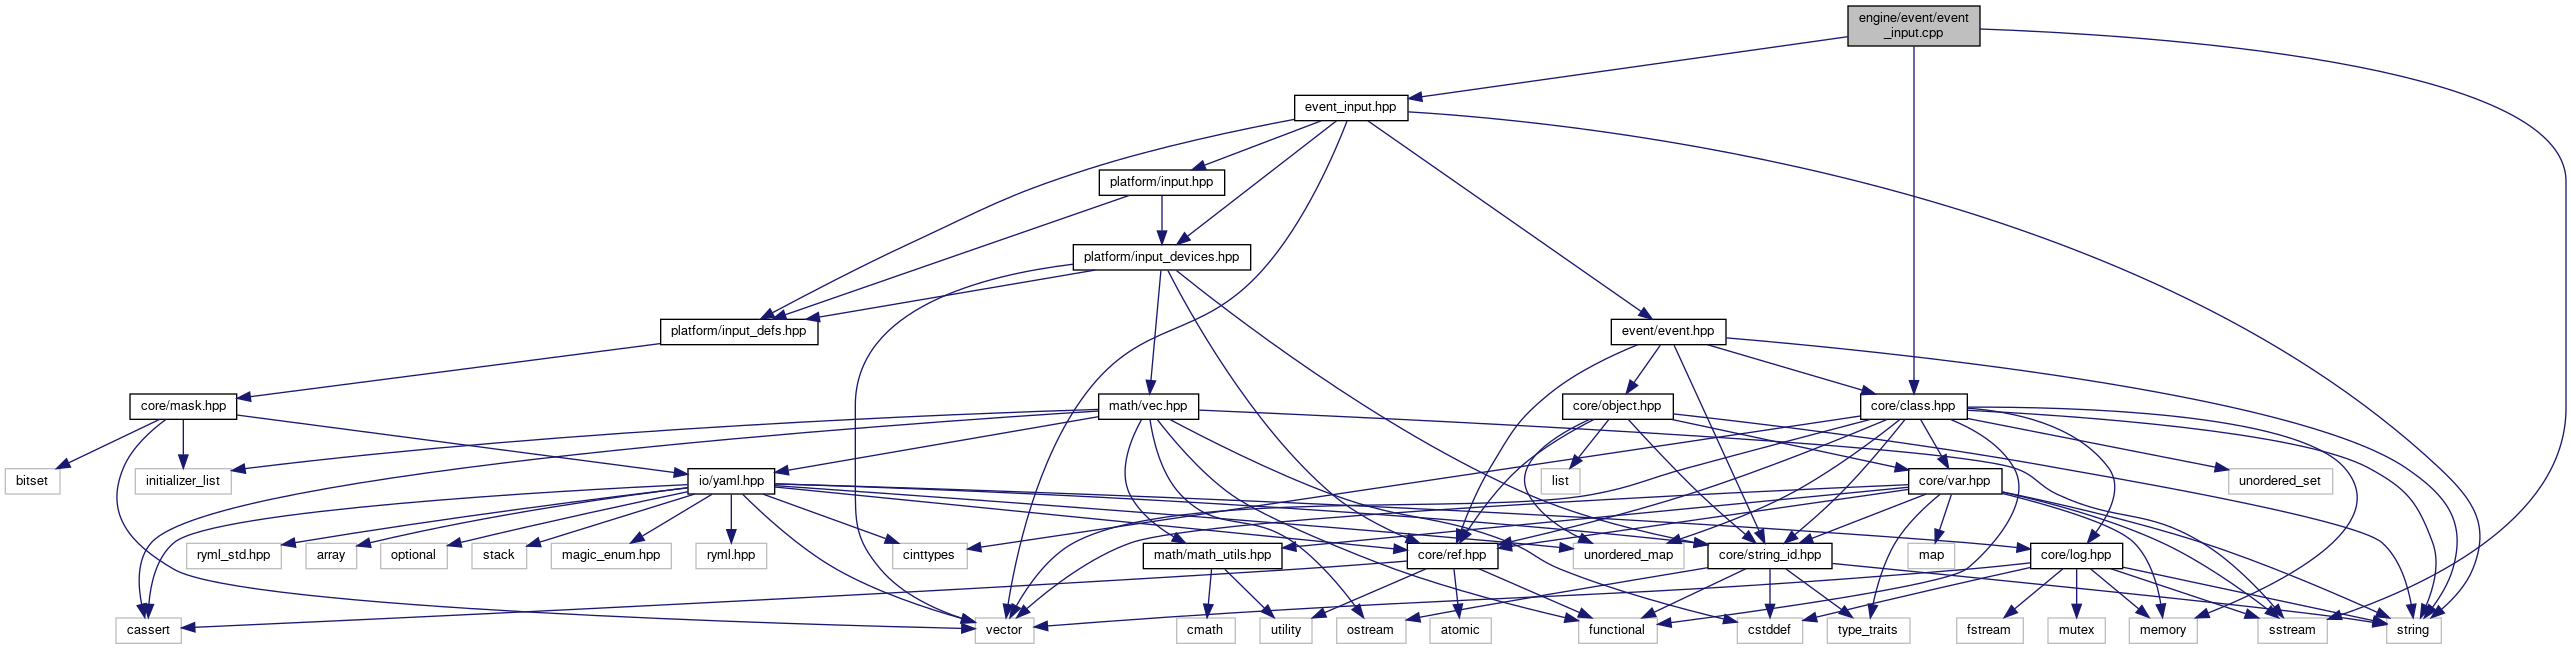 engine/event/event
_input.cpp
event_input.hpp
platform/input.hpp
platform/input_devices.hpp
platform/input_defs.hpp
event/event.hpp
core/mask.hpp
math/vec.hpp
core/object.hpp
core/class.hpp
bitset
initializer_list
io/yaml.hpp
list
core/var.hpp
unordered_set
ryml_std.hpp
array
optional
stack
magic_enum.hpp
ryml.hpp
cinttypes
math/math_utils.hpp
core/ref.hpp
unordered_map
core/string_id.hpp
map
core/log.hpp
cassert
vector
cmath
utility
ostream
atomic
functional
cstddef
type_traits
fstream
mutex
memory
sstream
string